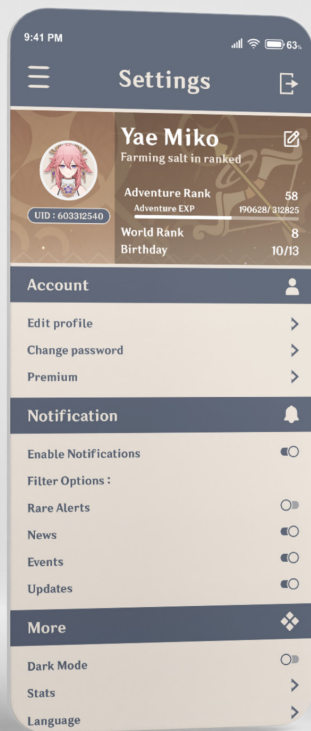 9:41 PM
63%
Settings
Yae Miko
Farming salt in ranked
UID : 603312540
Adventure Rank 58
Adventure EXP 190628/ 312825
World Rank 8
Birthday 10/13
Account
Edit profile
Change password
Premium
Notification
Enable Notifications
Filter Options :
Rare Alerts
News
Events
Updates
More
Dark Mode
Stats
Language